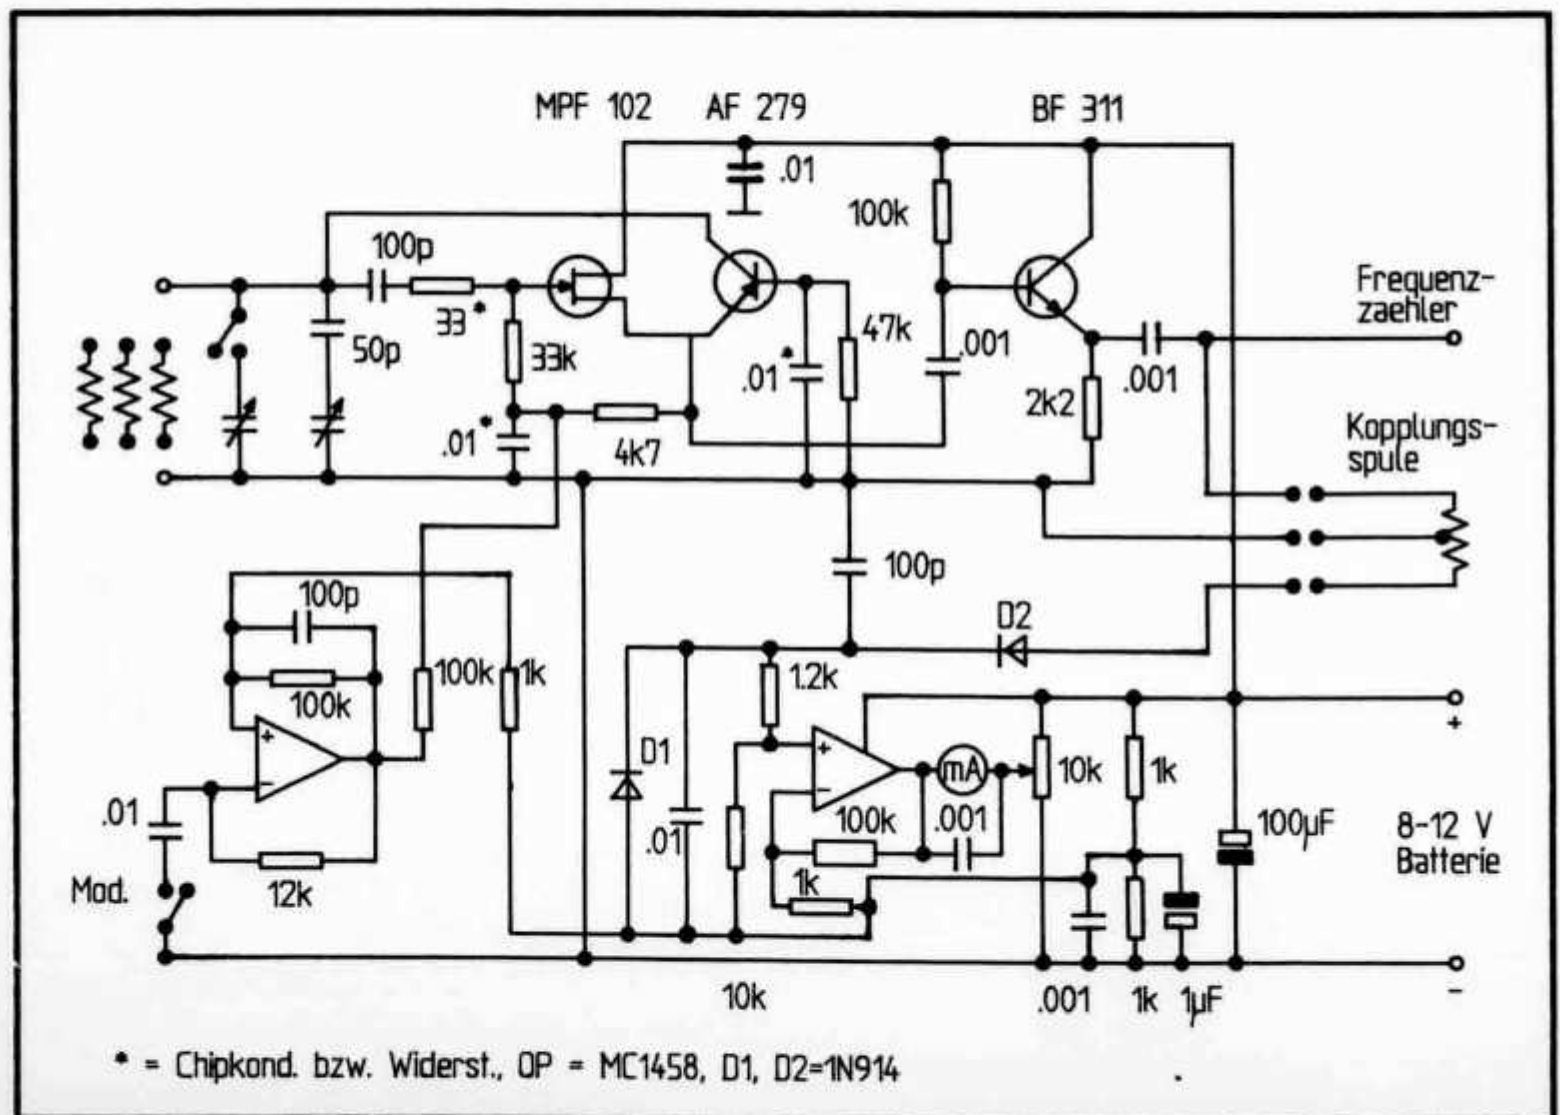 MPF 102
AF 279
BF 311
.01
100k
100p
33*
33k
50p
.01*
4k7
.01*
47k
.001
2k2
.001
Frequenz-
zaehler
Kopplungs-
spule
100p
100p
100k
100k
1k
+
-
.01
12k
Mod.
D2
D1
1.2k
.01
+
-
mA
100k
.001
1k
10k
1k
100µF
+
8-12 V
Batterie
-
10k
.001
1k
1µF
* = Chipkond. bzw. Widerst., OP = MC1458, D1, D2=1N914